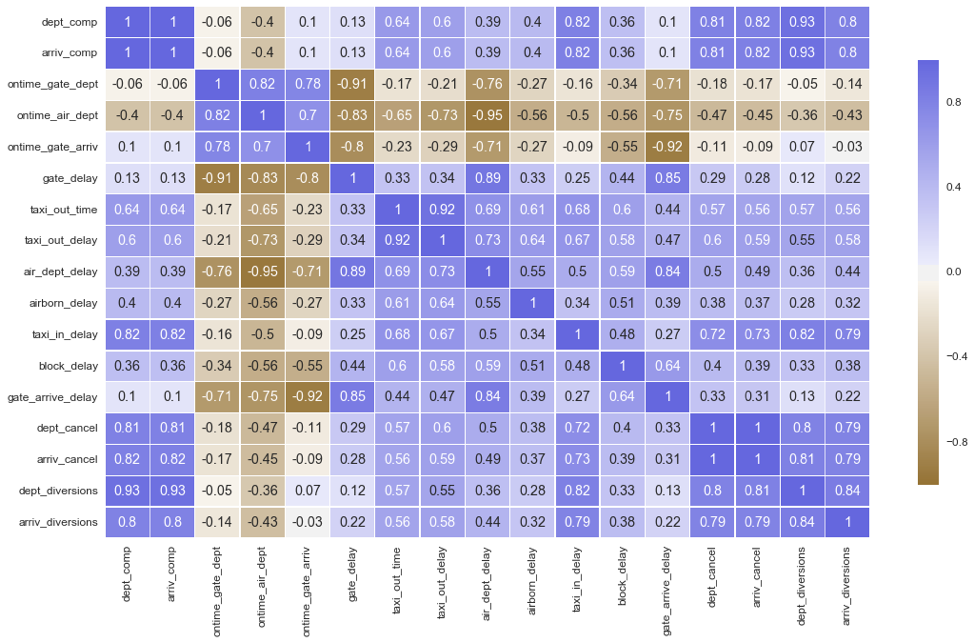 dept_comp 1 1 -0.06 -0.4 0.1 0.13 0.64 0.6 0.39 0.4 0.82 0.36 0.1 0.81 0.82 0.93 0.8
arriv_comp 1 1 -0.06 -0.4 0.1 0.13 0.64 0.6 0.39 0.4 0.82 0.36 0.1 0.81 0.82 0.93 0.8
ontime_gate_dept -0.06 -0.06 1 0.82 0.78 -0.91 -0.17 -0.21 -0.76 -0.27 -0.16 -0.34 -0.71 -0.18 -0.17 -0.05 -0.14
ontime_air_dept -0.4 -0.4 0.82 1 0.7 -0.83 -0.65 -0.73 -0.95 -0.56 -0.5 -0.56 -0.75 -0.47 -0.45 -0.36 -0.43
ontime_gate_arriv 0.1 0.1 0.78 0.7 1 -0.8 -0.23 -0.29 -0.71 -0.27 -0.09 -0.55 -0.92 -0.11 -0.09 0.07 -0.03
gate_delay 0.13 0.13 -0.91 -0.83 -0.8 1 0.33 0.34 0.89 0.33 0.25 0.44 0.85 0.29 0.28 0.12 0.22
taxi_out_time 0.64 0.64 -0.17 -0.65 -0.23 0.33 1 0.92 0.69 0.61 0.68 0.6 0.44 0.57 0.56 0.57 0.56
taxi_out_delay 0.6 0.6 -0.21 -0.73 -0.29 0.34 0.92 1 0.73 0.64 0.67 0.58 0.47 0.6 0.59 0.55 0.58
air_dept_delay 0.39 0.39 -0.76 -0.95 -0.71 0.89 0.69 0.73 1 0.55 0.5 0.59 0.84 0.5 0.49 0.36 0.44
airborn_delay 0.4 0.4 -0.27 -0.56 -0.27 0.33 0.61 0.64 0.55 1 0.34 0.51 0.39 0.38 0.37 0.28 0.32
taxi_in_delay 0.82 0.82 -0.16 -0.5 -0.09 0.25 0.68 0.67 0.5 0.34 1 0.48 0.27 0.72 0.73 0.82 0.79
block_delay 0.36 0.36 -0.34 -0.56 -0.55 0.44 0.6 0.58 0.59 0.51 0.48 1 0.64 0.4 0.39 0.33 0.38
gate_arrive_delay 0.1 0.1 -0.71 -0.75 -0.92 0.85 0.44 0.47 0.84 0.39 0.27 0.64 1 0.33 0.31 0.13 0.22
dept_cancel 0.81 0.81 -0.18 -0.47 -0.11 0.29 0.57 0.6 0.5 0.38 0.72 0.4 0.33 1 1 0.8 0.79
arriv_cancel 0.82 0.82 -0.17 -0.45 -0.09 0.28 0.56 0.59 0.49 0.37 0.73 0.39 0.31 1 1 0.81 0.79
dept_diversions 0.93 0.93 -0.05 -0.36 0.07 0.12 0.57 0.55 0.36 0.28 0.82 0.33 0.13 0.8 0.81 1 0.84
arriv_diversions 0.8 0.8 -0.14 -0.43 -0.03 0.22 0.56 0.58 0.44 0.32 0.79 0.38 0.22 0.79 0.79 0.84 1
dept_comp
arriv_comp
ontime_gate_dept
ontime_air_dept
ontime_gate_arriv
gate_delay
taxi_out_time
taxi_out_delay
air_dept_delay
airborn_delay
taxi_in_delay
block_delay
gate_arrive_delay
dept_cancel
arriv_cancel
dept_diversions
arriv_diversions
0.8
0.4
0.0
−0.4
−0.8